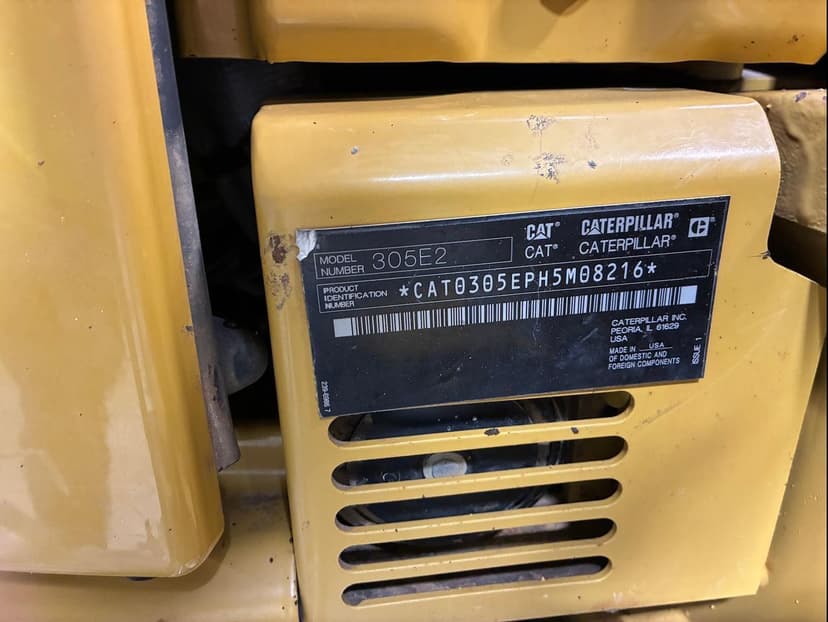 CAT® CATERPILLAR®
CAT® CATERPILLAR®
MODEL NUMBER 305E2
PRODUCT IDENTIFICATION NUMBER *CAT0305EPH5M08216*
CATERPILLAR INC.
PEORIA, IL 61629
USA
MADE IN USA
OF DOMESTIC AND
FOREIGN COMPONENTS
ISSUE 1